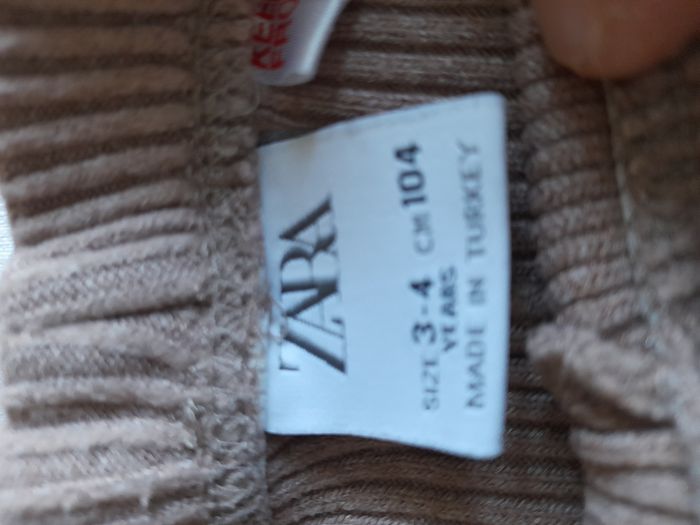 ZARA
SIZE 3-4 CM 104
YEARS
MADE IN TURKEY